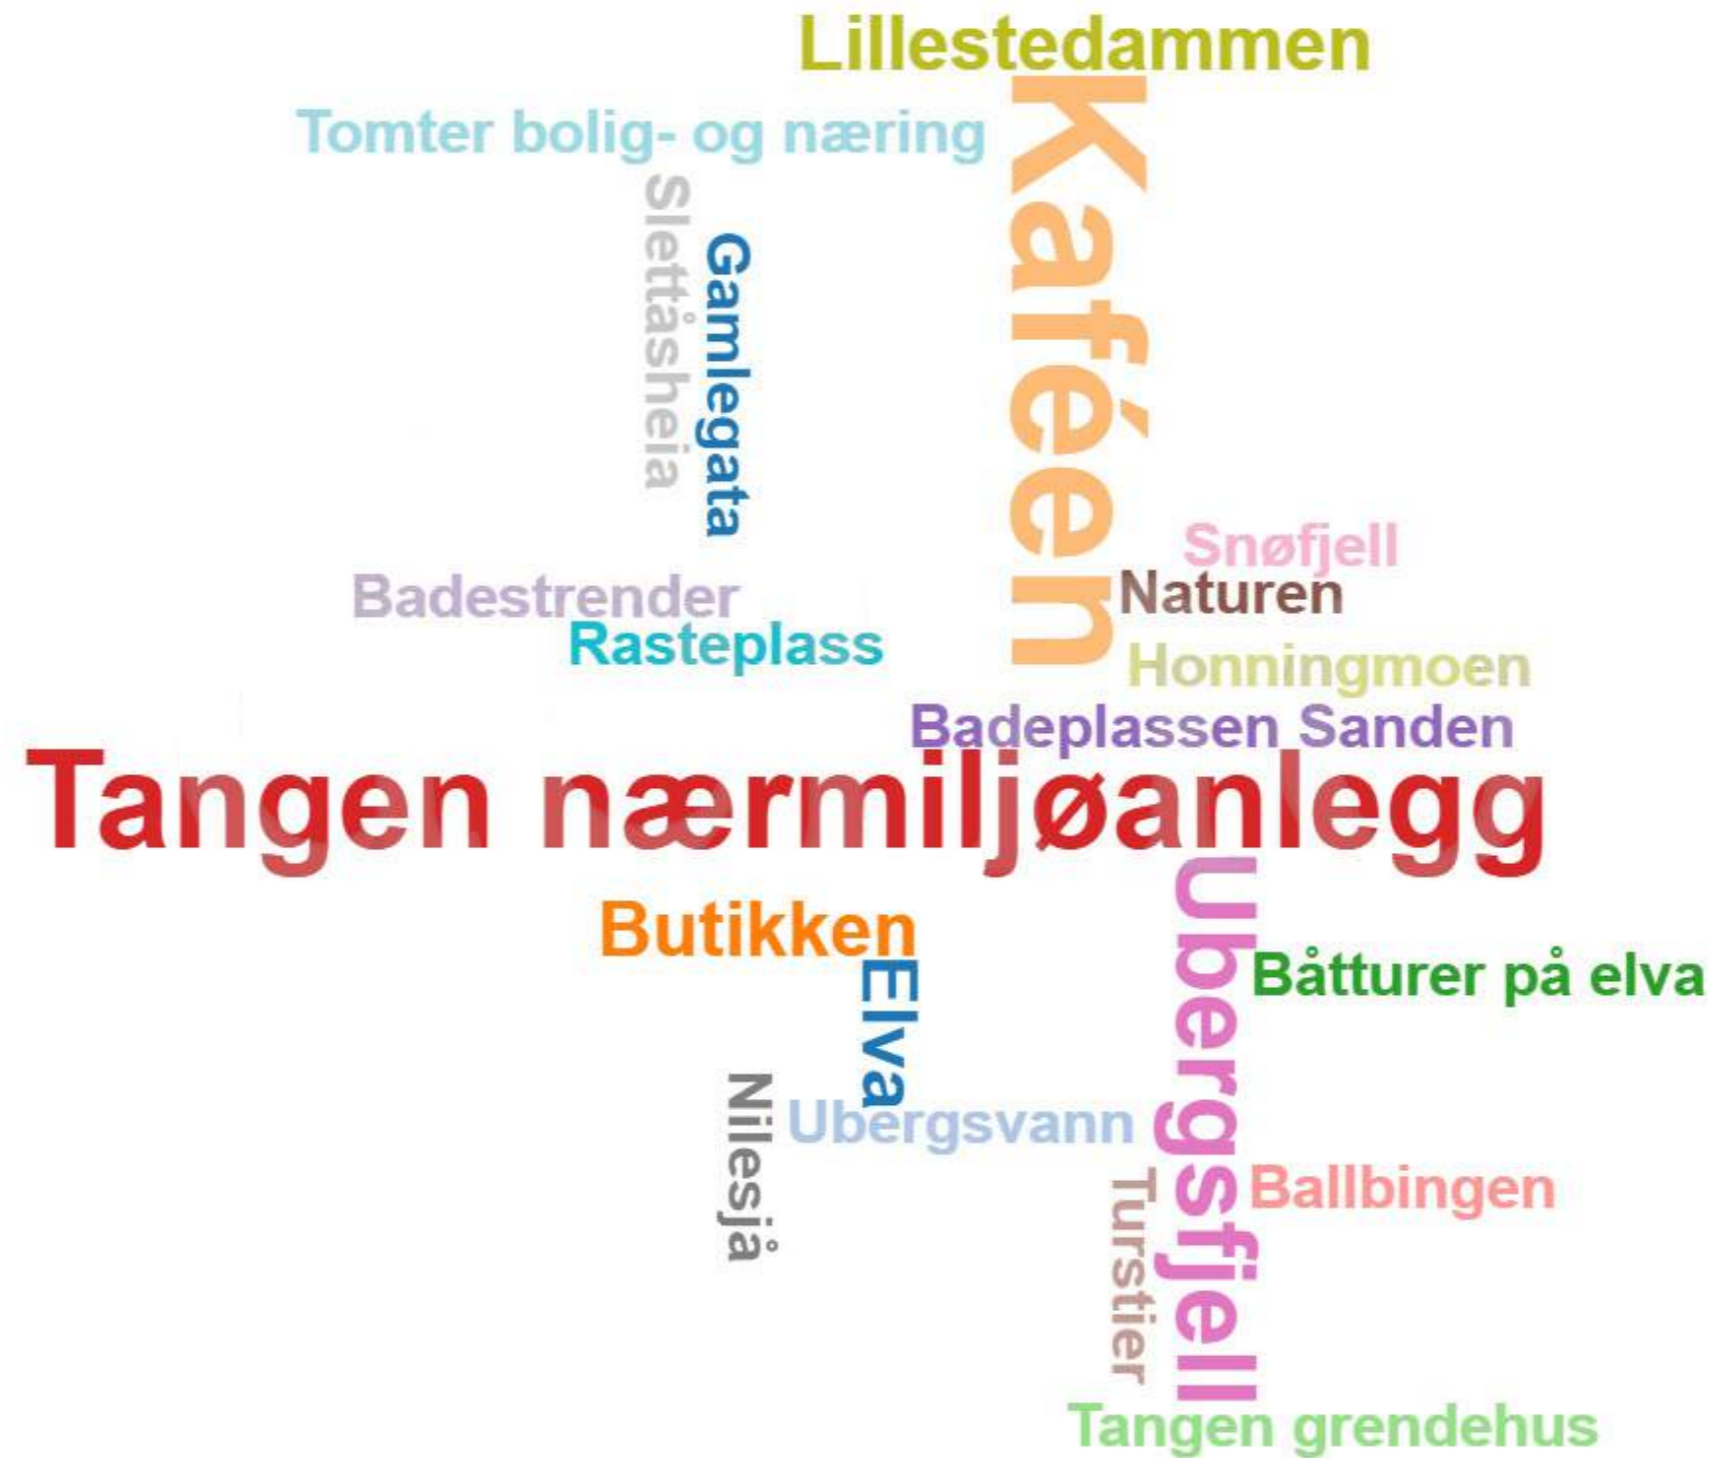 Lillestedammen
Tomter bolig- og næring
Kaféen
Slettåsheia
Gamlegata
Snøfjell
Naturen
Badestrender
Rasteplass
Honningmoen
Badeplassen Sanden
Tangen nærmiljøanlegg
Ubergsfjell
Butikken
Båtturer på elva
Elva
Nilesjå
Ubergsvann
Turstier
Ballbingen
Tangen grendehus